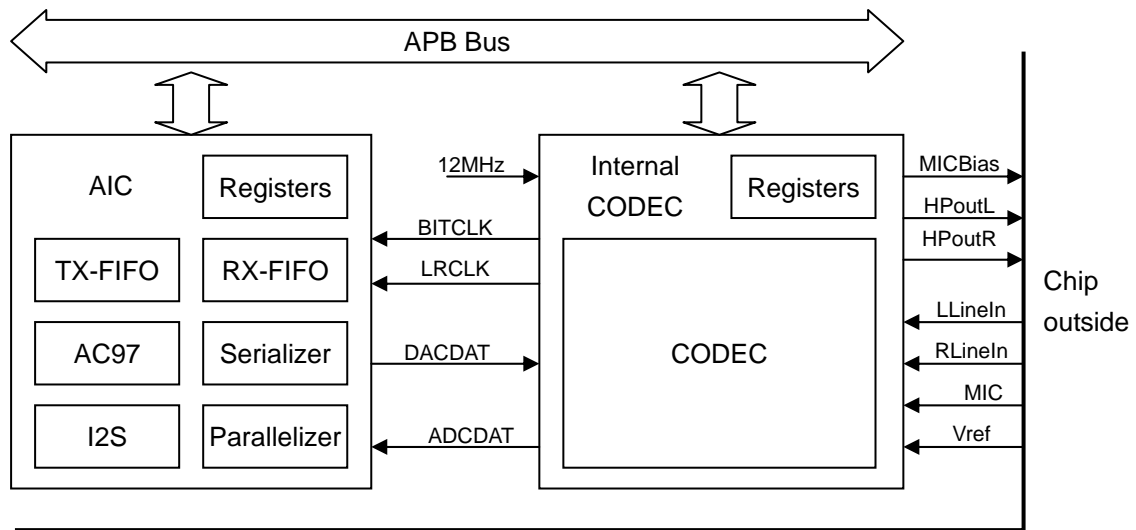 APB Bus
AIC
Registers
TX-FIFO
RX-FIFO
AC97
Serializer
I2S
Parallelizer
12MHz
BITCLK
LRCLK
DACDAT
ADCDAT
Internal
CODEC
Registers
CODEC
MICBias
HPoutL
HPoutR
LLineIn
RLineIn
MIC
Vref
Chip
outside